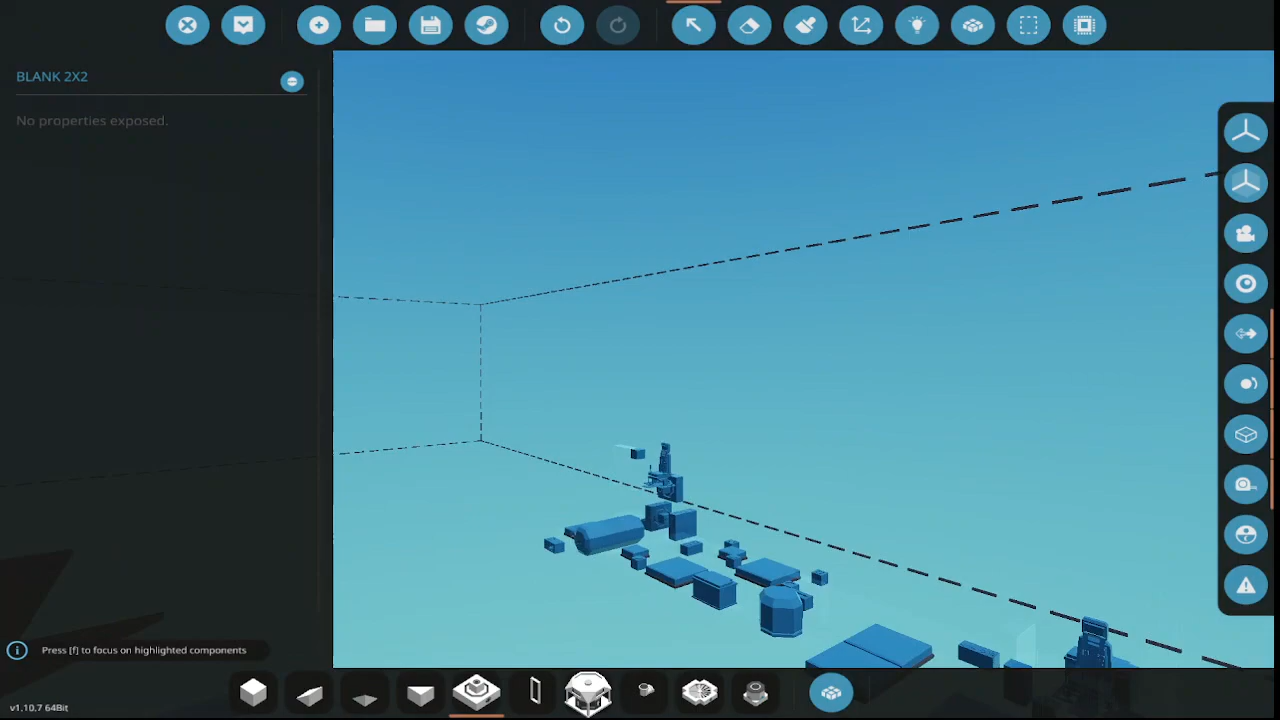 BLANK 2X2
No properties exposed.
Press [f] to focus on highlighted components
v1.10.7 64Bit